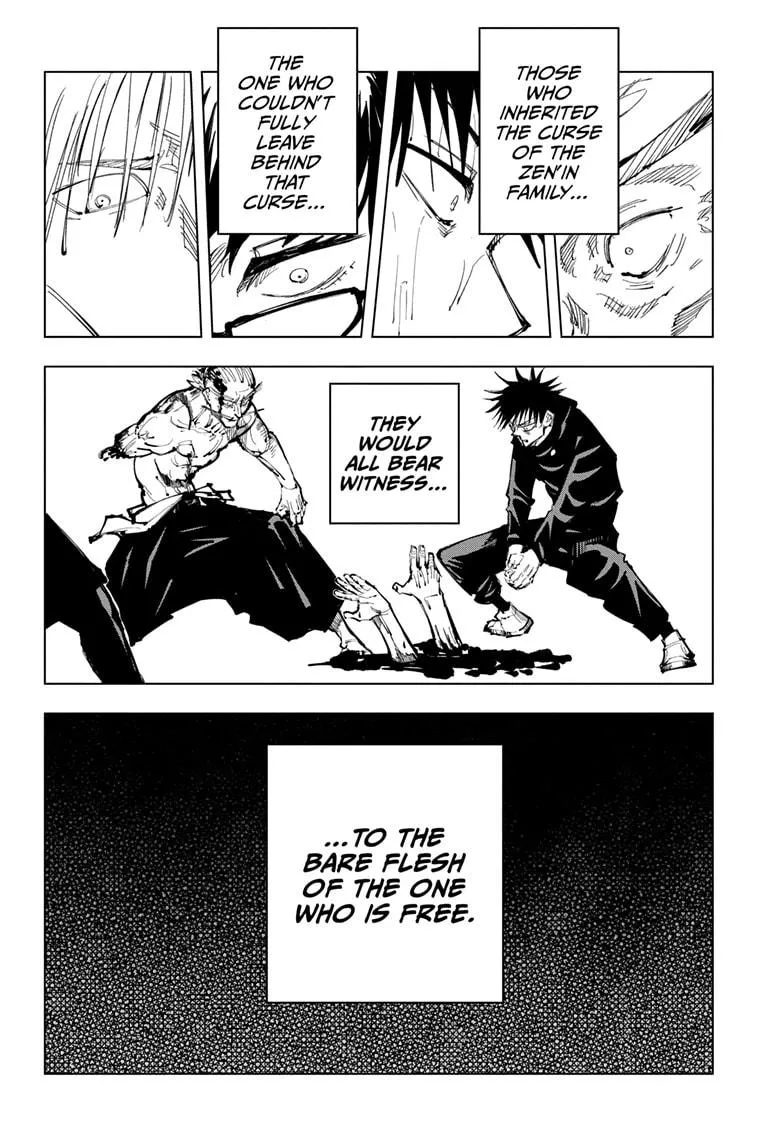 THOSE
WHO
INHERITED
THE CURSE
OF THE
ZEN'IN
FAMILY...
THE
ONE WHO
COULDN'T
FULLY
LEAVE
BEHIND
THAT
CURSE...
THEY
WOULD
ALL BEAR
WITNESS...
...TO THE
BARE FLESH
OF THE ONE
WHO IS FREE.